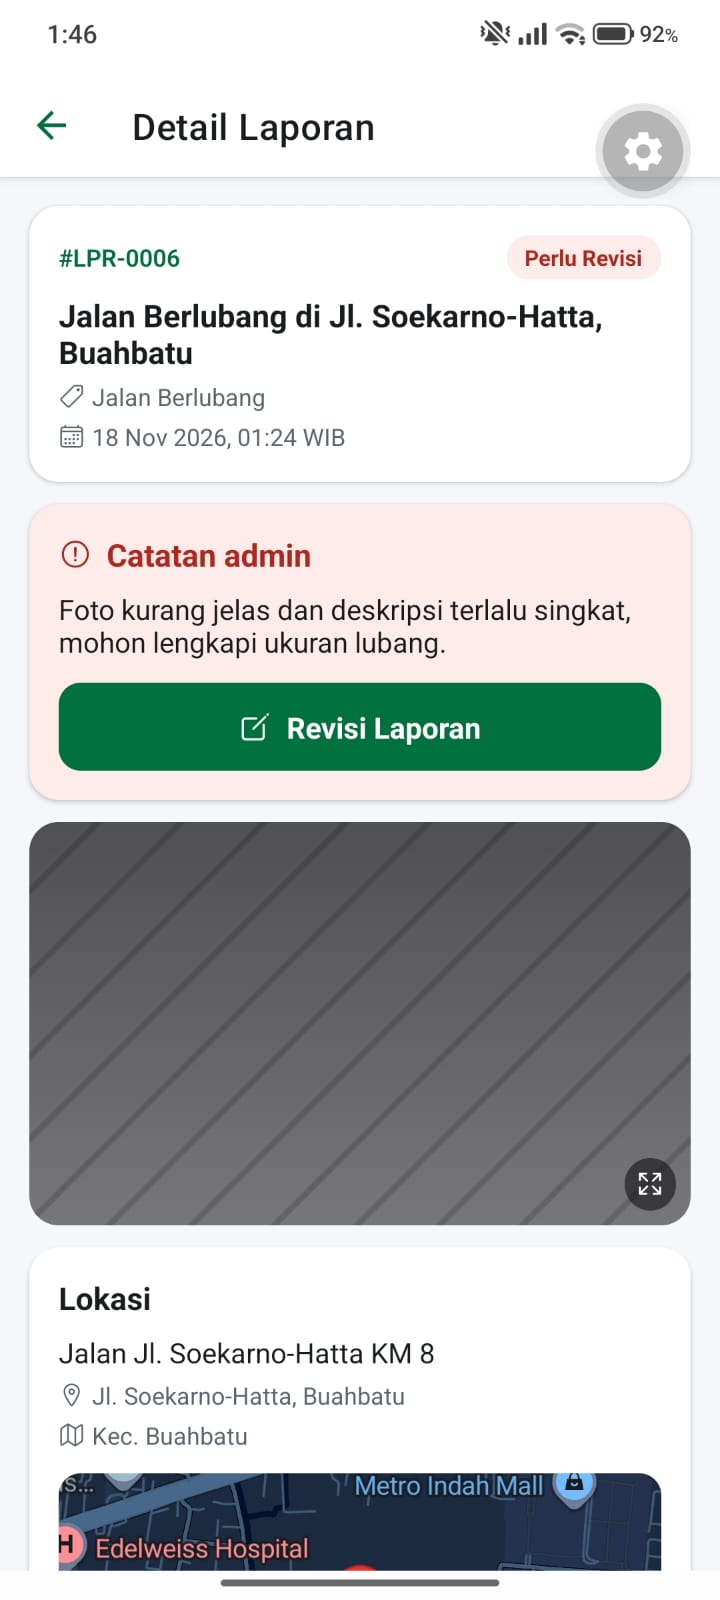 1:46
92%
Detail Laporan
#LPR-0006
Perlu Revisi
Jalan Berlubang di Jl. Soekarno-Hatta,
Buahbatu
Jalan Berlubang
18 Nov 2026, 01:24 WIB
Catatan admin
Foto kurang jelas dan deskripsi terlalu singkat,
mohon lengkapi ukuran lubang.
Revisi Laporan
Lokasi
Jalan Jl. Soekarno-Hatta KM 8
Jl. Soekarno-Hatta, Buahbatu
Kec. Buahbatu
Metro Indah Mall
H
Edelweiss Hospital